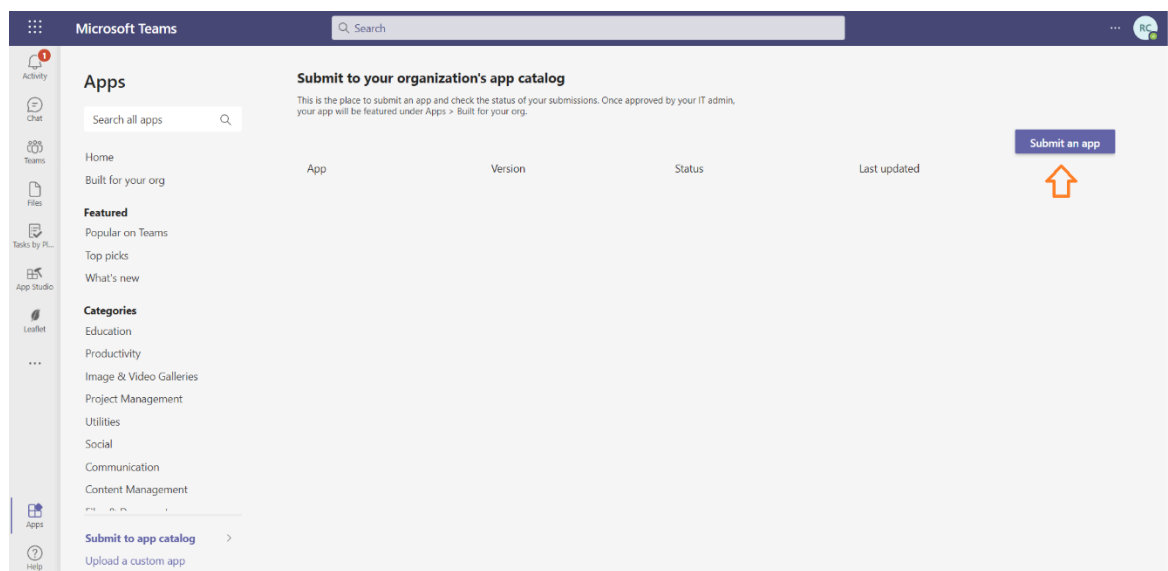 Microsoft Teams
Search
...
RC
1
Activity
Chat
Teams
Files
Tasks by Pl...
App Studio
Leaflet
...
Apps
Help
Apps
Search all apps
Home
Built for your org
Featured
Popular on Teams
Top picks
What's new
Categories
Education
Productivity
Image & Video Galleries
Project Management
Utilities
Social
Communication
Content Management
Submit to app catalog
Upload a custom app
Submit to your organization's app catalog
This is the place to submit an app and check the status of your submissions. Once approved by your IT admin,
your app will be featured under Apps > Built for your org.
Submit an app
App Version Status Last updated